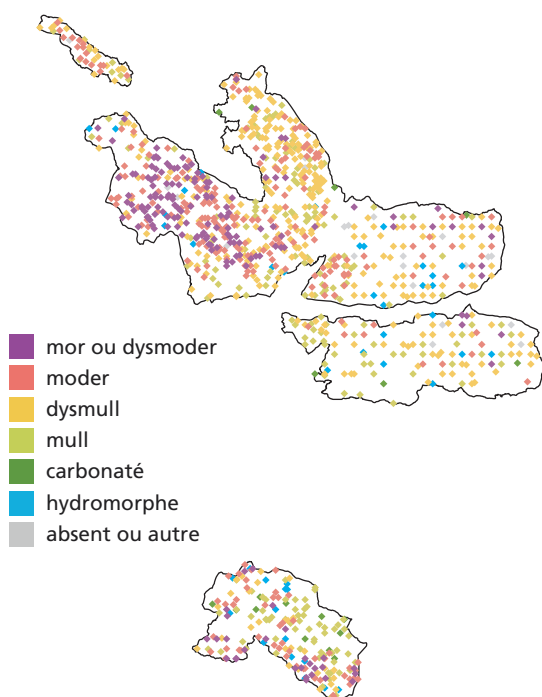 mor ou dysmoder
moder
dysmull
mull
carbonaté
hydromorphe
absent ou autre